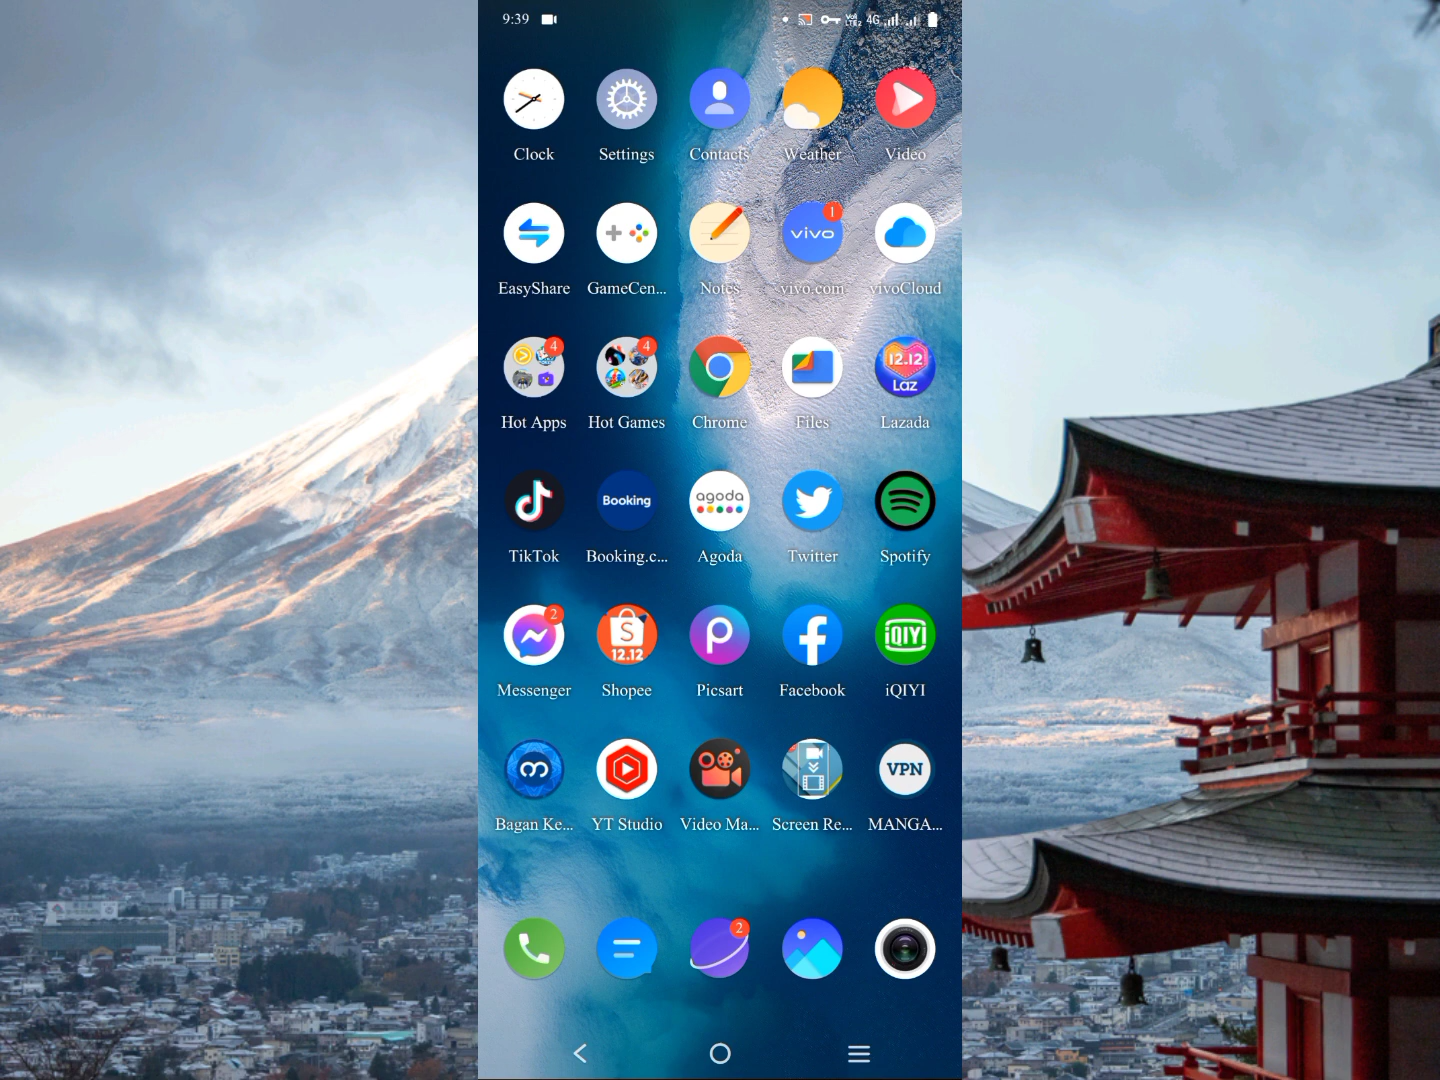 9:39
VoII LTE2 4G
Clock Settings Contacts Weather Video
vivo 1
EasyShare GameCen... Notes vivo.com vivoCloud
4 4 12.12 Laz
Hot Apps Hot Games Chrome Files Lazada
Booking agoda
TikTok Booking.c... Agoda Twitter Spotify
2 S 12.12 iQIYI
Messenger Shopee Picsart Facebook iQIYI
VPN
Bagan Ke... YT Studio Video Ma... Screen Re... MANGA...
2